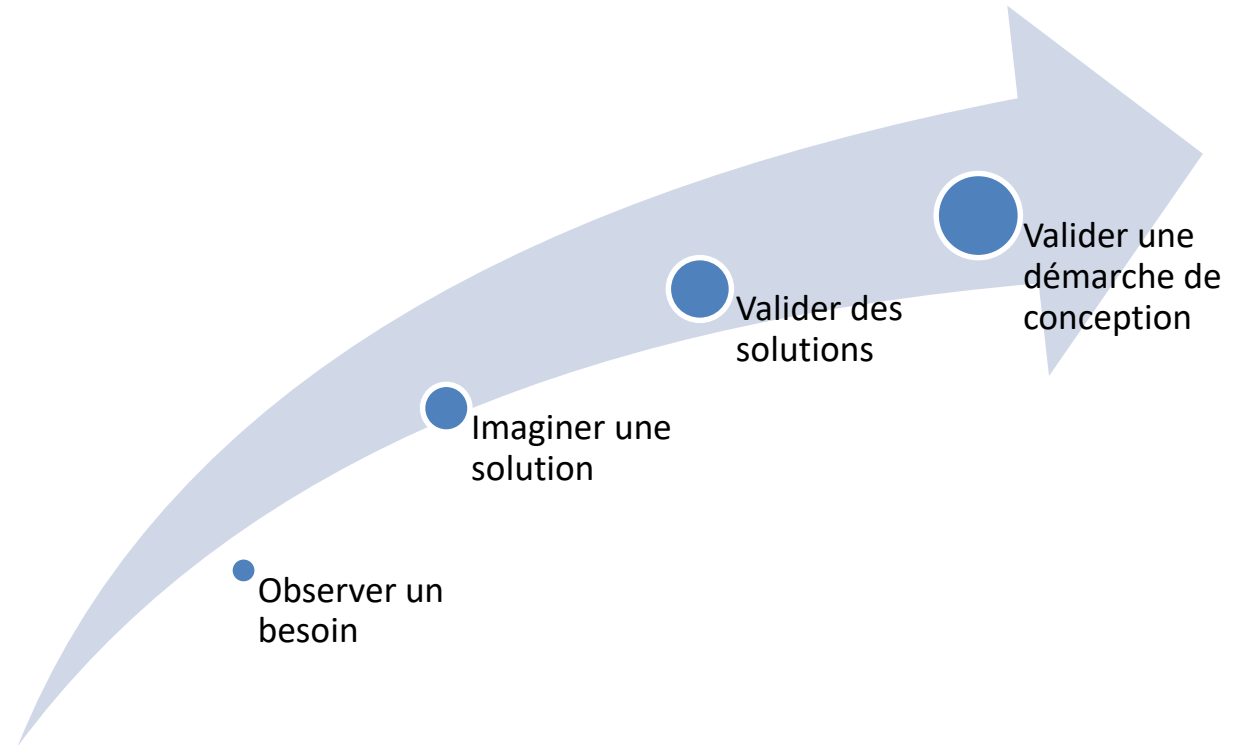 Observer un
besoin
Imaginer une
solution
Valider des
solutions
Valider une
démarche de
conception